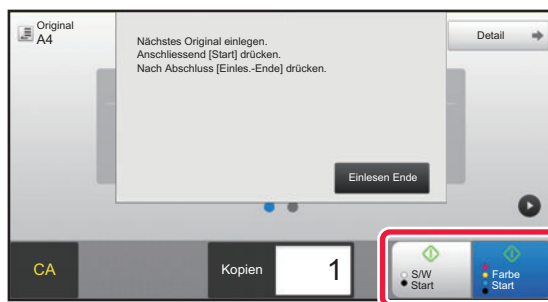 Original
A4
Nächstes Original einlegen.
Anschliessend [Start] drücken.
Nach Abschluss [Einles.-Ende] drücken.
Detail
Einlesen Ende
CA
Kopien
1
S/W
Start
Farbe
Start